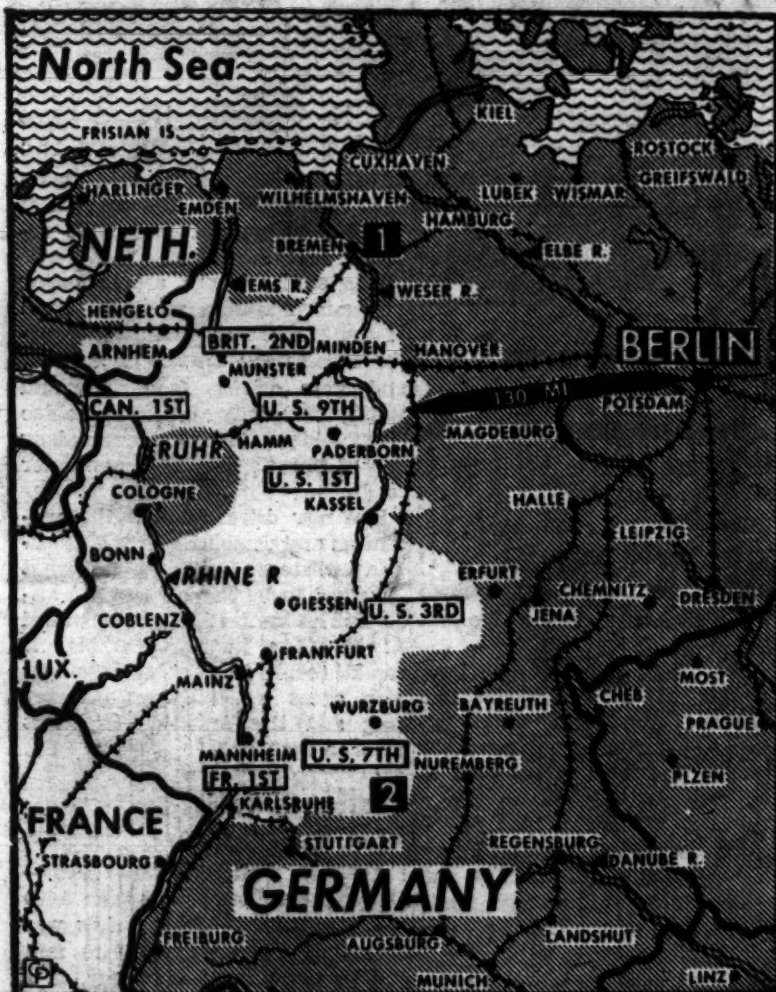 North Sea
FRISIAN IS.
KIEL
CUXHAVEN
ROSTOCK
HARLINGER
EMDEN
WILHELMSHAVEN
LUBEK
WISMAR
GREIFSWALD
HAMBURG
NETH.
BREMEN
1
ELBE R.
EMS R.
WESER R.
HENGELO
BRIT. 2ND
ARNHEM
MINDEN
HANOVER
BERLIN
MUNSTER
130 MI
CAN. 1ST
U. S. 9TH
POTSDAM
RUHR
HAMM
PADERBORN
MAGDEBURG
U. S. 1ST
COLOGNE
KASSEL
HALLE
LEIPZIG
BONN
RHINE R
ERFURT
CHEMNITZ
DRESDEN
GIESSEN
U. S. 3RD
JENA
COBLENZ
FRANKFURT
LUX.
MAINZ
MOST
CHEB
WURZBURG
BAYREUTH
PRAGUE
MANNHEIM
U. S. 7TH
NUREMBERG
PLZEN
FR. 1ST
2
KARLSRUHE
FRANCE
STUTTGART
REGENSBURG
STRASBOURG
DANUBE R.
GERMANY
FREIBURG
AUGSBURG
LANDSHUT
MUNICH
LINZ
CP